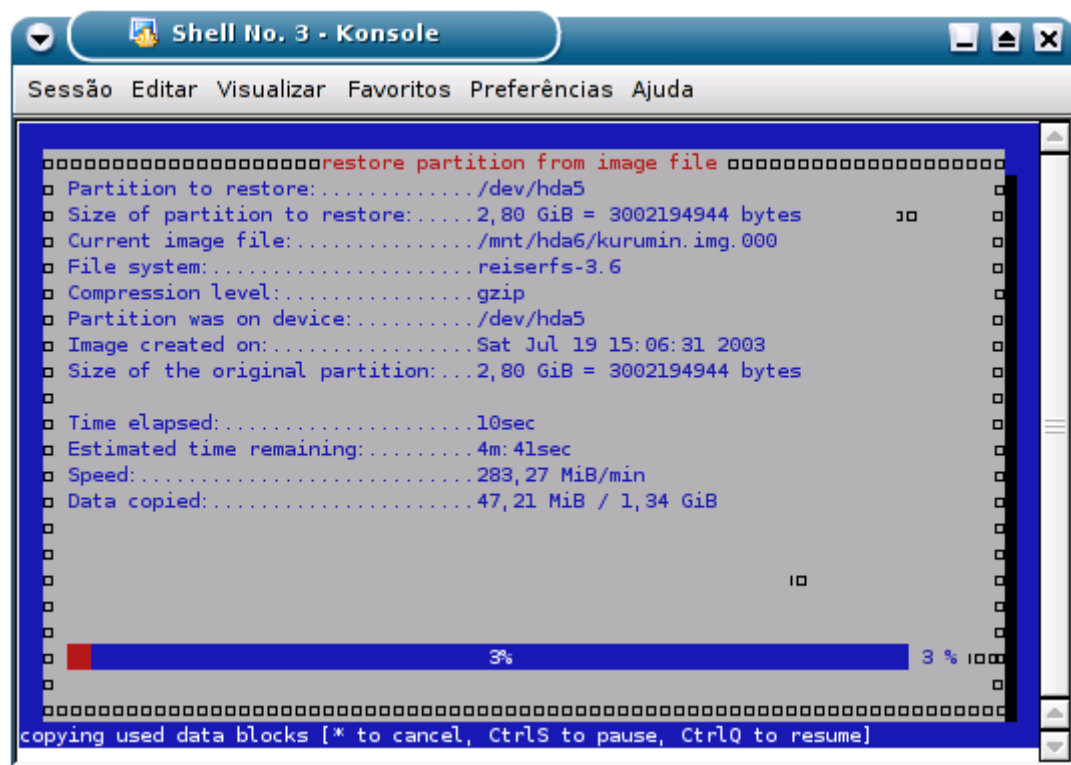 Shell No. 3 - Konsole
Sessão Editar Visualizar Favoritos Preferências Ajuda
restore partition from image file
Partition to restore:.............../dev/hda5
Size of partition to restore:.....2,80 GiB = 3002194944 bytes
Current image file:................/mnt/hda6/kurumin.img.000
File system:.......................reiserfs-3.6
Compression level:................gzip
Partition was on device:........../dev/hda5
Image created on:.................Sat Jul 19 15:06:31 2003
Size of the original partition:...2,80 GiB = 3002194944 bytes
Time elapsed:......................10sec
Estimated time remaining:.........4m:41sec
Speed:.............................283,27 MiB/min
Data copied:.......................47,21 MiB / 1,34 GiB
3% 3 %
copying used data blocks [* to cancel, CtrlS to pause, CtrlQ to resume]